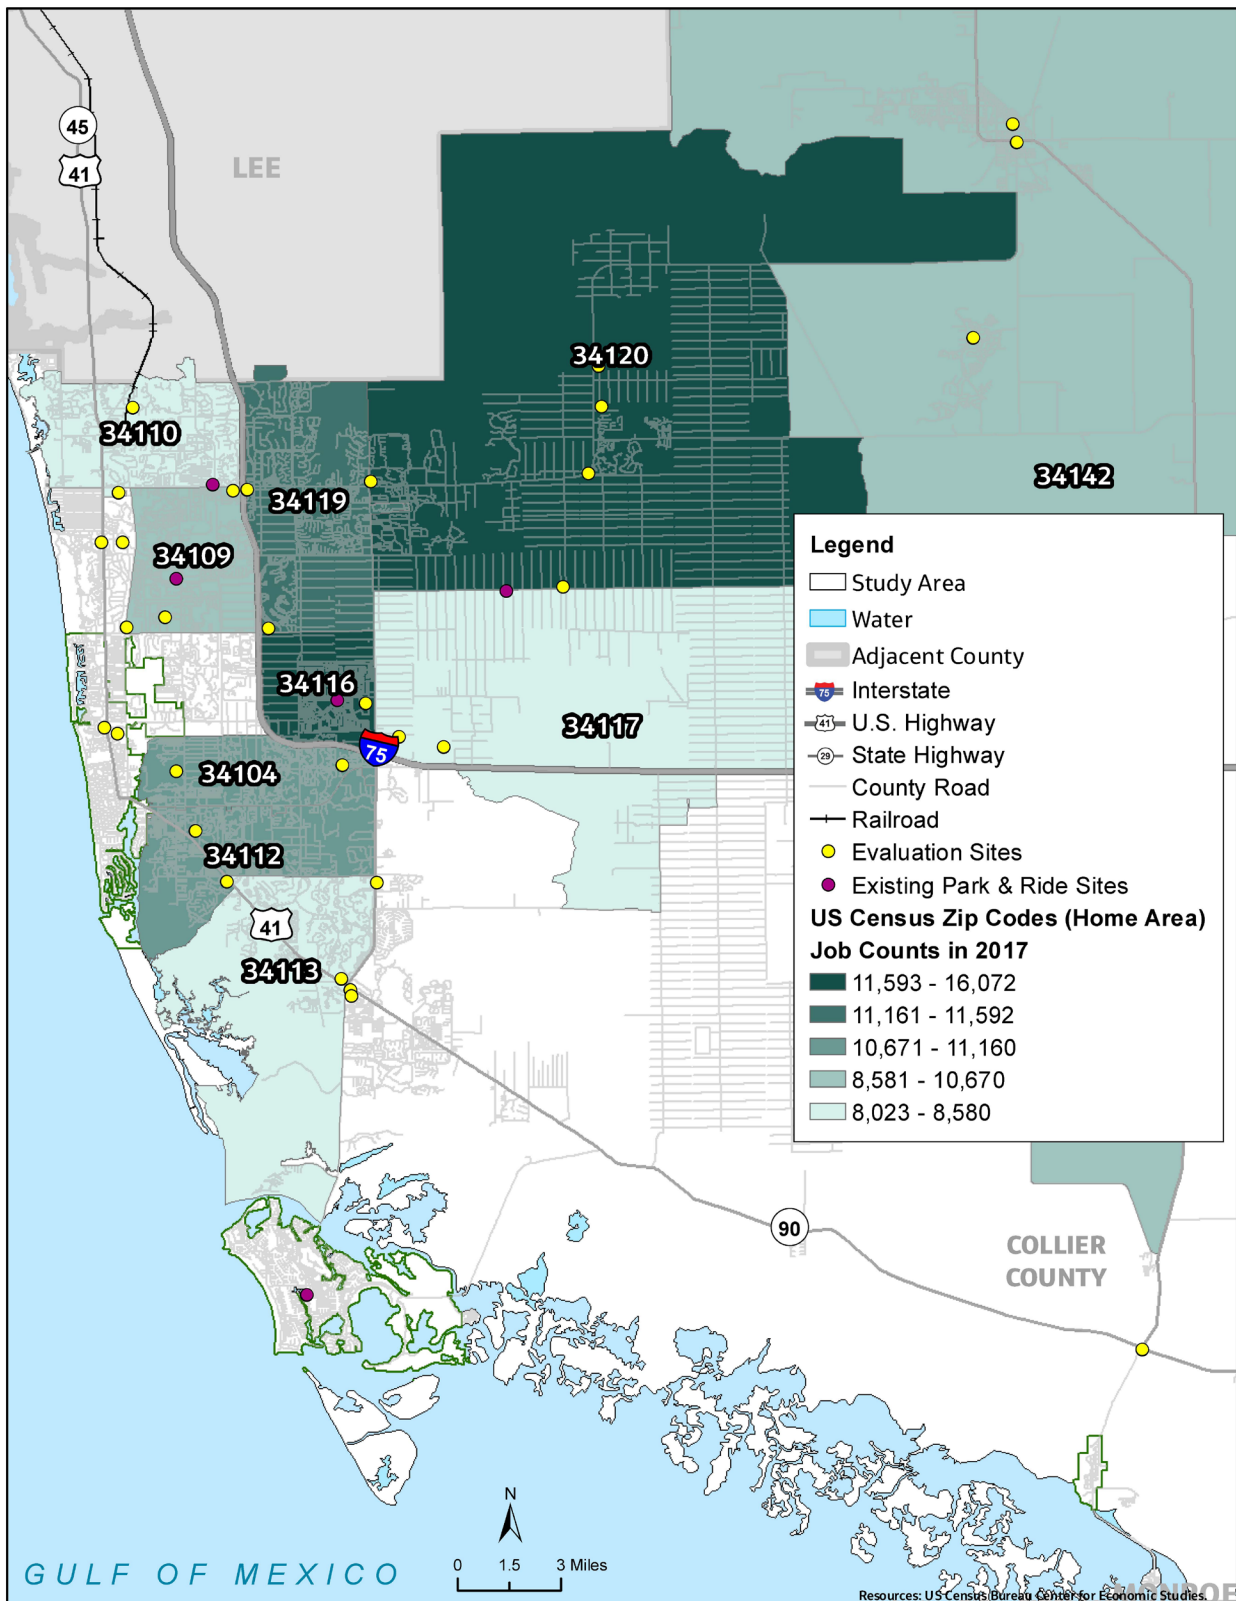 45
41
LEE
34120
34110
34142
34119
34109
34116
34117
75
34104
34112
41
34113
90
COLLIER
COUNTY
Legend
Study Area
Water
Adjacent County
75 Interstate
41 U.S. Highway
29 State Highway
County Road
Railroad
Evaluation Sites
Existing Park & Ride Sites
US Census Zip Codes (Home Area)
Job Counts in 2017
11,593 - 16,072
11,161 - 11,592
10,671 - 11,160
8,581 - 10,670
8,023 - 8,580
N
0 1.5 3 Miles
GULF OF MEXICO
MONROE
Resources: US Census Bureau Center for Economic Studies.